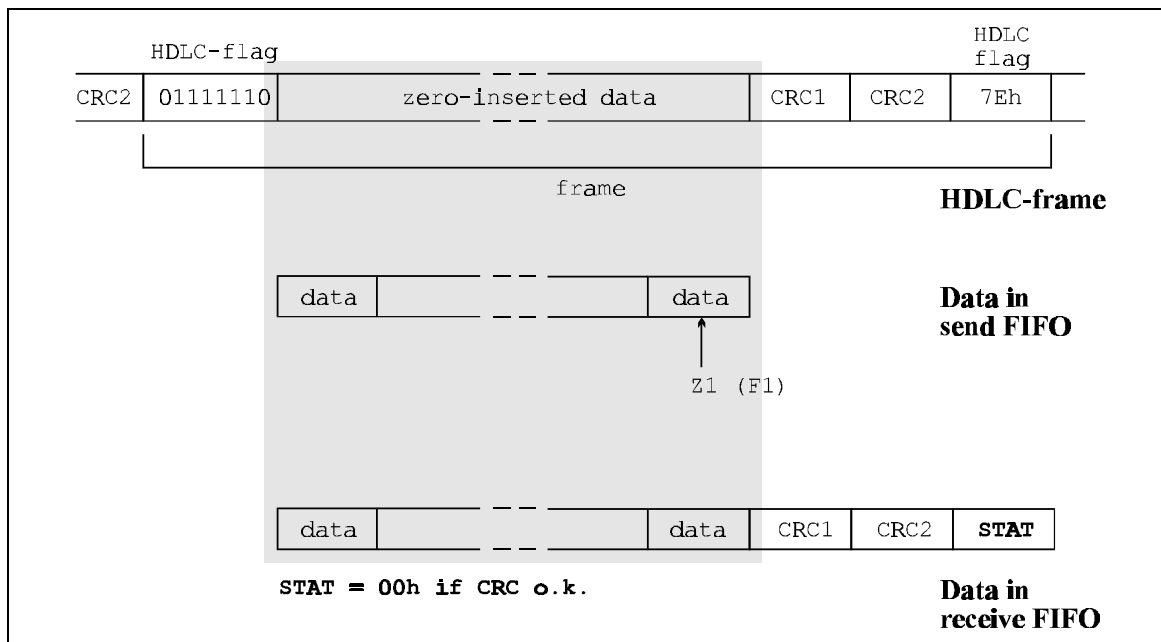 HDLC-flag
HDLC
flag
CRC2 01111110 zero-inserted data CRC1 CRC2 7Eh
frame
HDLC-frame
data data
Data in
send FIFO
Z1 (F1)
data data CRC1 CRC2 STAT
STAT = 00h if CRC o.k.
Data in
receive FIFO